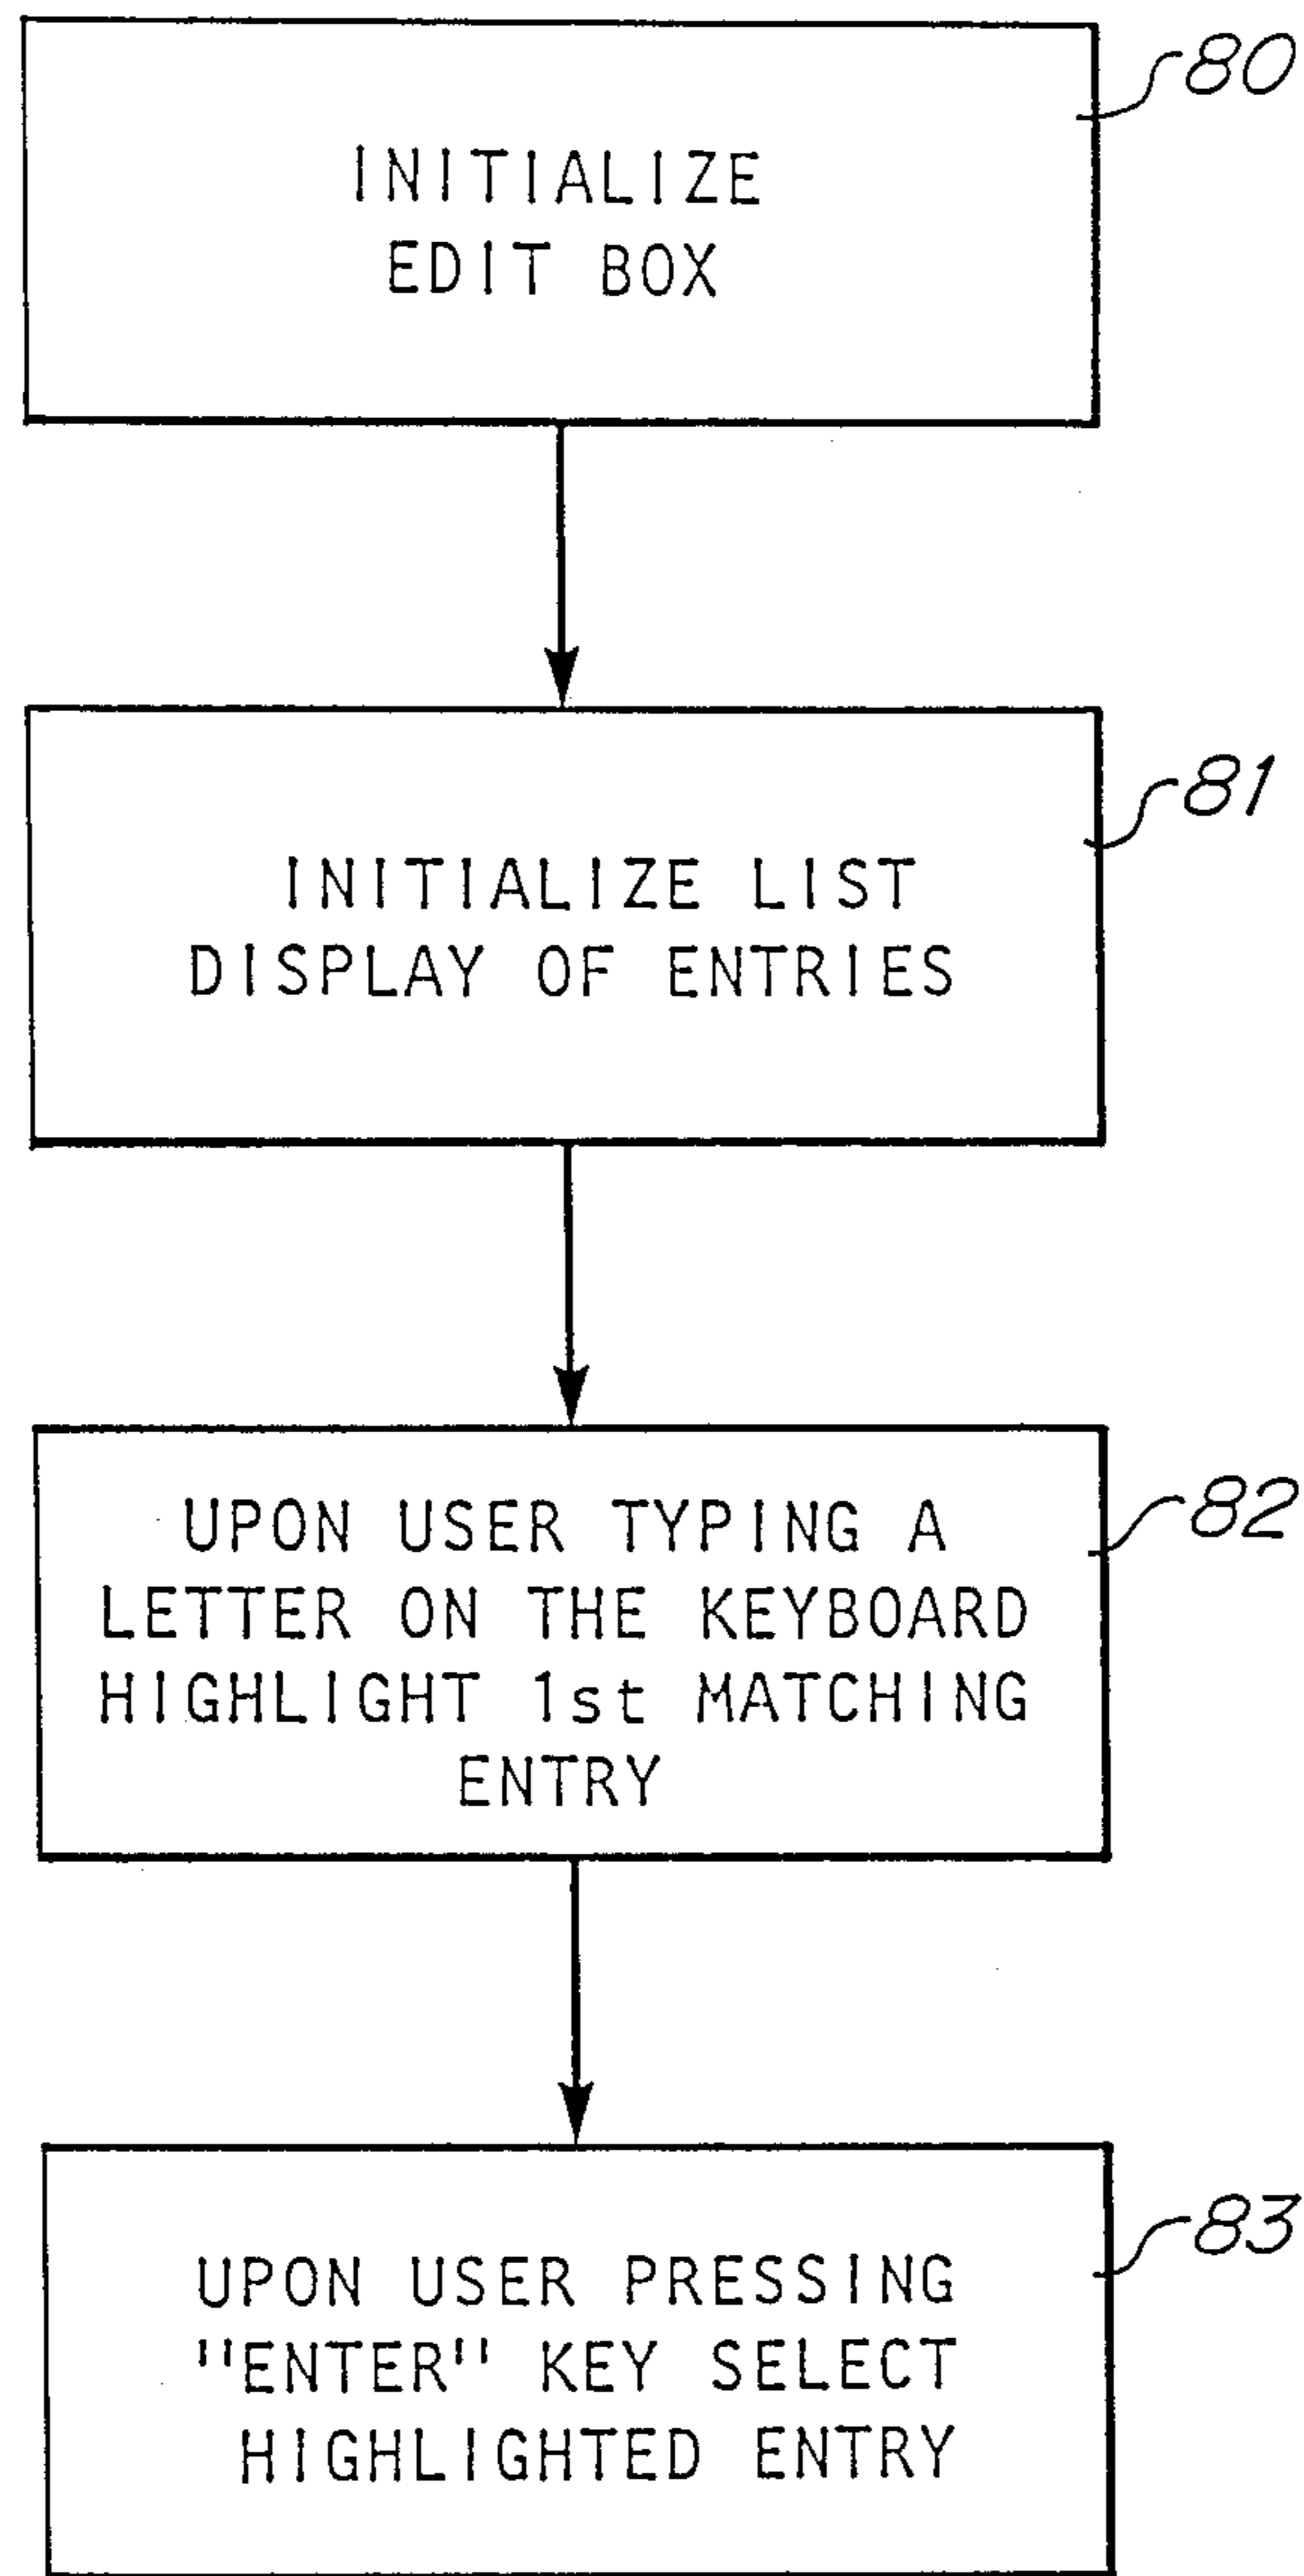 80
INITIALIZE
EDIT BOX
81
INITIALIZE LIST
DISPLAY OF ENTRIES
82
UPON USER TYPING A
LETTER ON THE KEYBOARD
HIGHLIGHT 1st MATCHING
ENTRY
83
UPON USER PRESSING
"ENTER" KEY SELECT
HIGHLIGHTED ENTRY